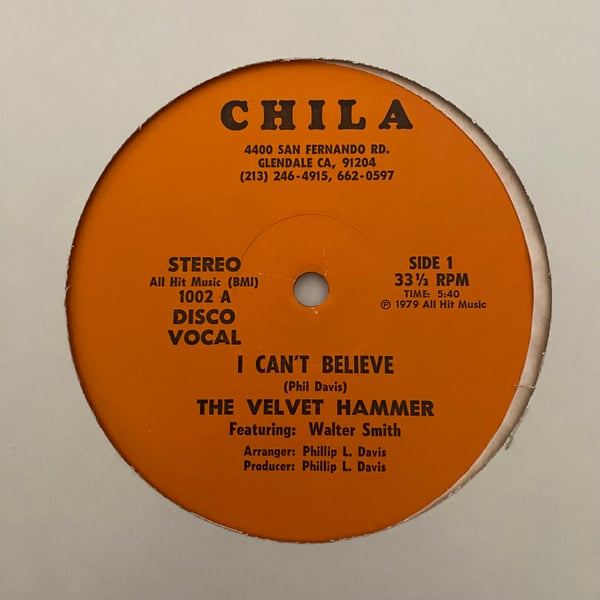 CHILA
4400 SAN FERNANDO RD.
GLENDALE CA, 91204
(213) 246-4915, 662-0597
STEREO
All Hit Music (BMI)
1002 A
DISCO
VOCAL
SIDE 1
33⅓ RPM
TIME: 5:40
℗ 1979 All Hit Music
I CAN'T BELIEVE
(Phil Davis)
THE VELVET HAMMER
Featuring: Walter Smith
Arranger: Phillip L. Davis
Producer: Phillip L. Davis